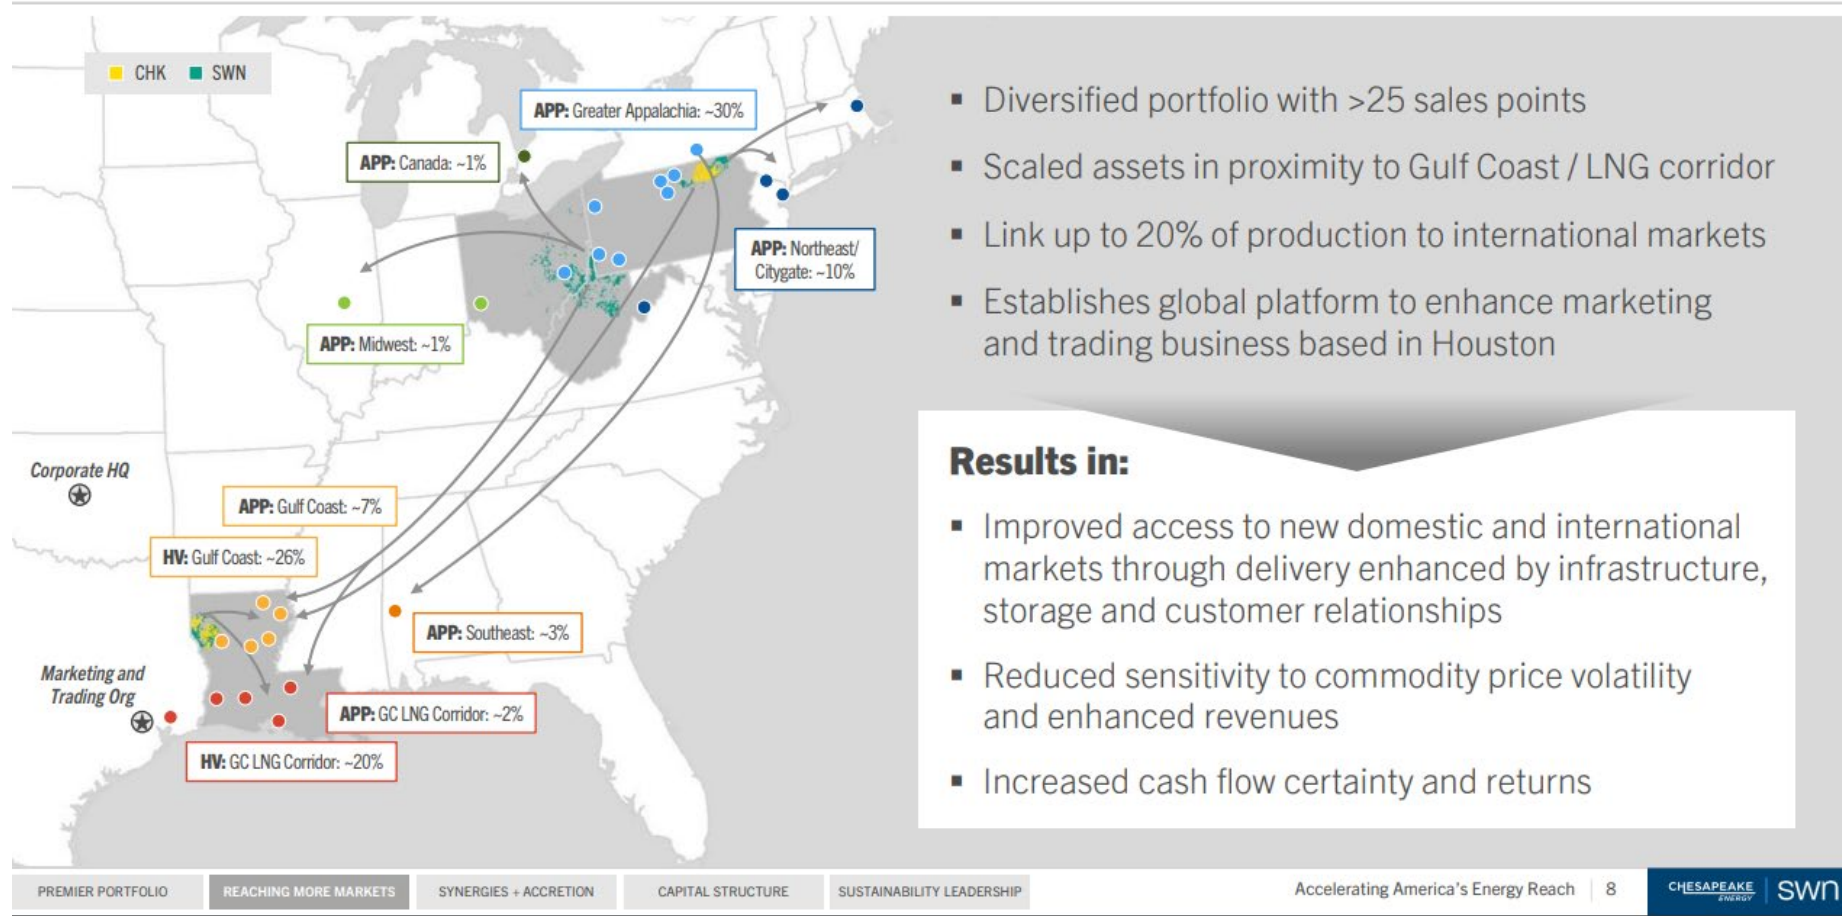 CHK SWN
APP: Greater Appalachia: ~30%
APP: Canada: ~1%
APP: Northeast/
Citygate: ~10%
APP: Midwest: ~1%
Corporate HQ
APP: Gulf Coast: ~7%
HV: Gulf Coast: ~26%
APP: Southeast: ~3%
Marketing and
Trading Org
APP: GC LNG Corridor: ~2%
HV: GC LNG Corridor: ~20%
▪ Diversified portfolio with >25 sales points
▪ Scaled assets in proximity to Gulf Coast / LNG corridor
▪ Link up to 20% of production to international markets
▪ Establishes global platform to enhance marketing
and trading business based in Houston
Results in:
▪ Improved access to new domestic and international
markets through delivery enhanced by infrastructure,
storage and customer relationships
▪ Reduced sensitivity to commodity price volatility
and enhanced revenues
▪ Increased cash flow certainty and returns
PREMIER PORTFOLIO REACHING MORE MARKETS SYNERGIES + ACCRETION CAPITAL STRUCTURE SUSTAINABILITY LEADERSHIP
Accelerating America's Energy Reach 8
CHESAPEAKE
ENERGY
SWN